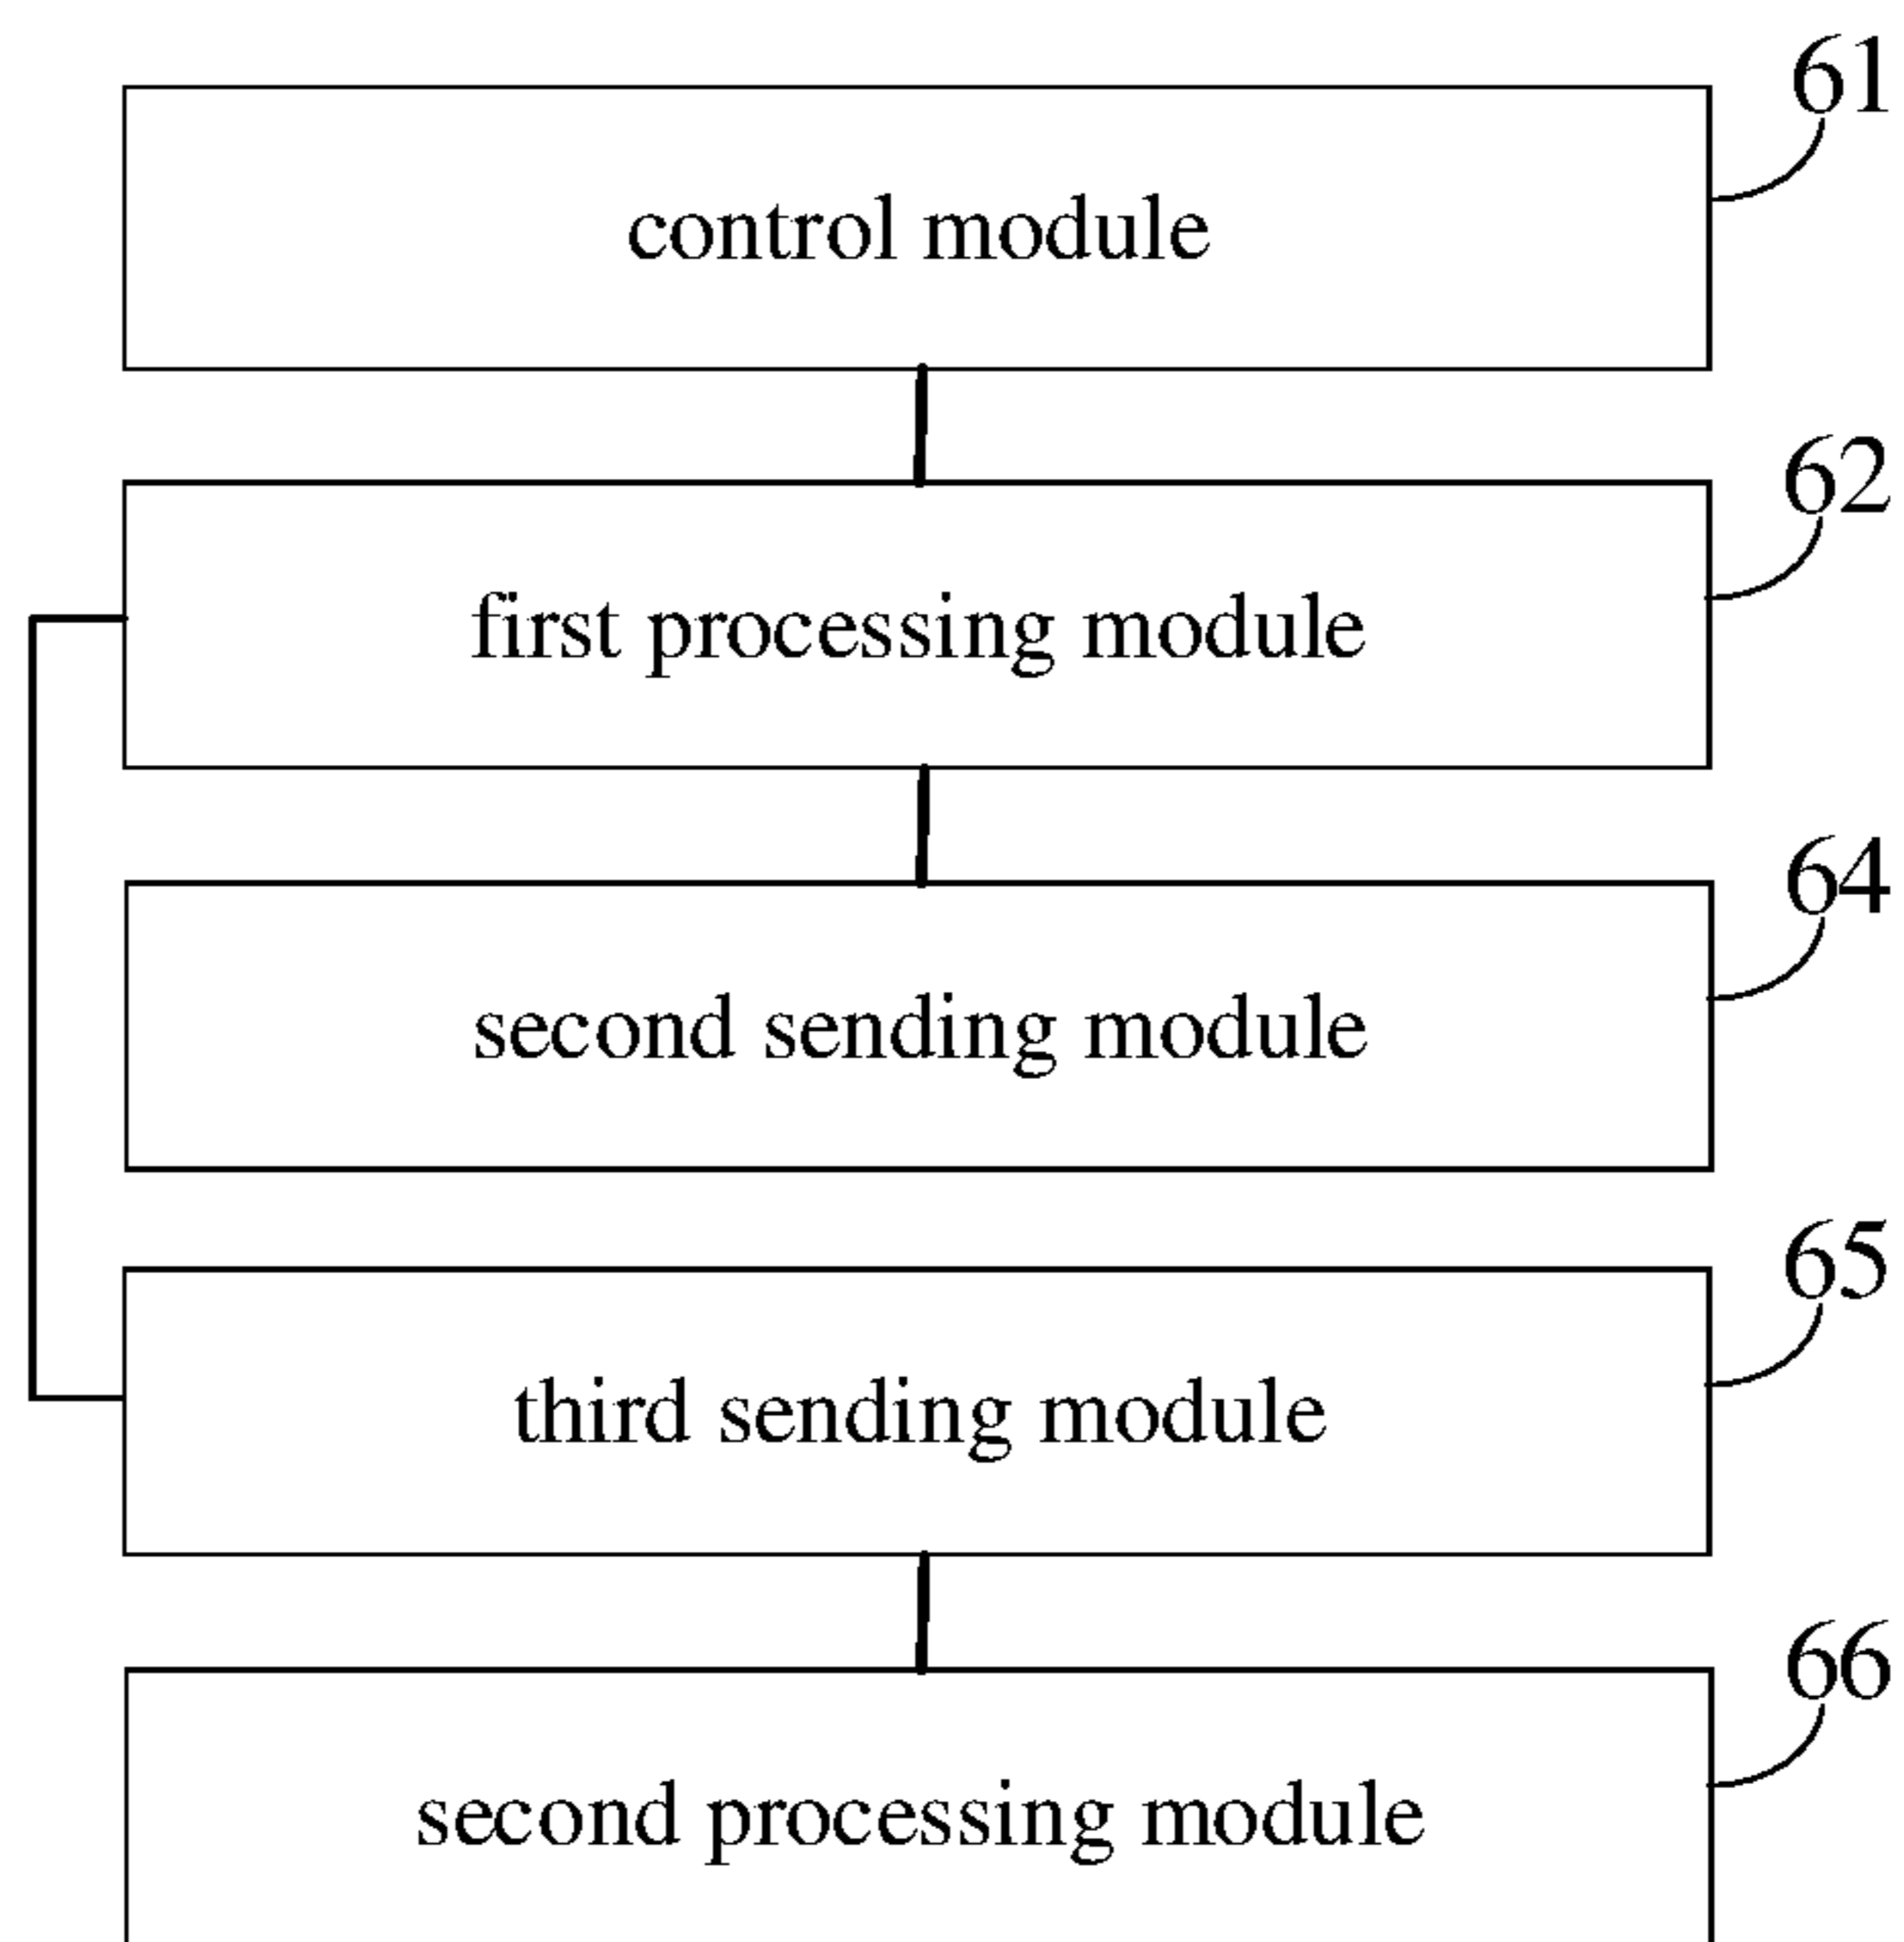 61
control module
62
first processing module
64
second sending module
65
third sending module
66
second processing module